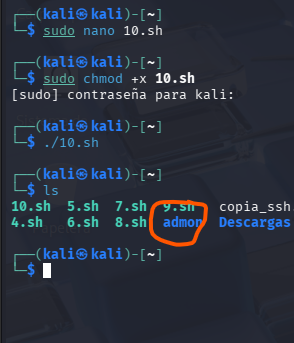 ┌──(kali㉿kali)-[~]
└─$ sudo nano 10.sh
┌──(kali㉿kali)-[~]
└─$ sudo chmod +x 10.sh
[sudo] contraseña para kali:
┌──(kali㉿kali)-[~]
└─$ ./10.sh
┌──(kali㉿kali)-[~]
└─$ ls
10.sh 5.sh 7.sh 9.sh copia_ssh
4.sh 6.sh 8.sh admon Descargas
┌──(kali㉿kali)-[~]
└─$